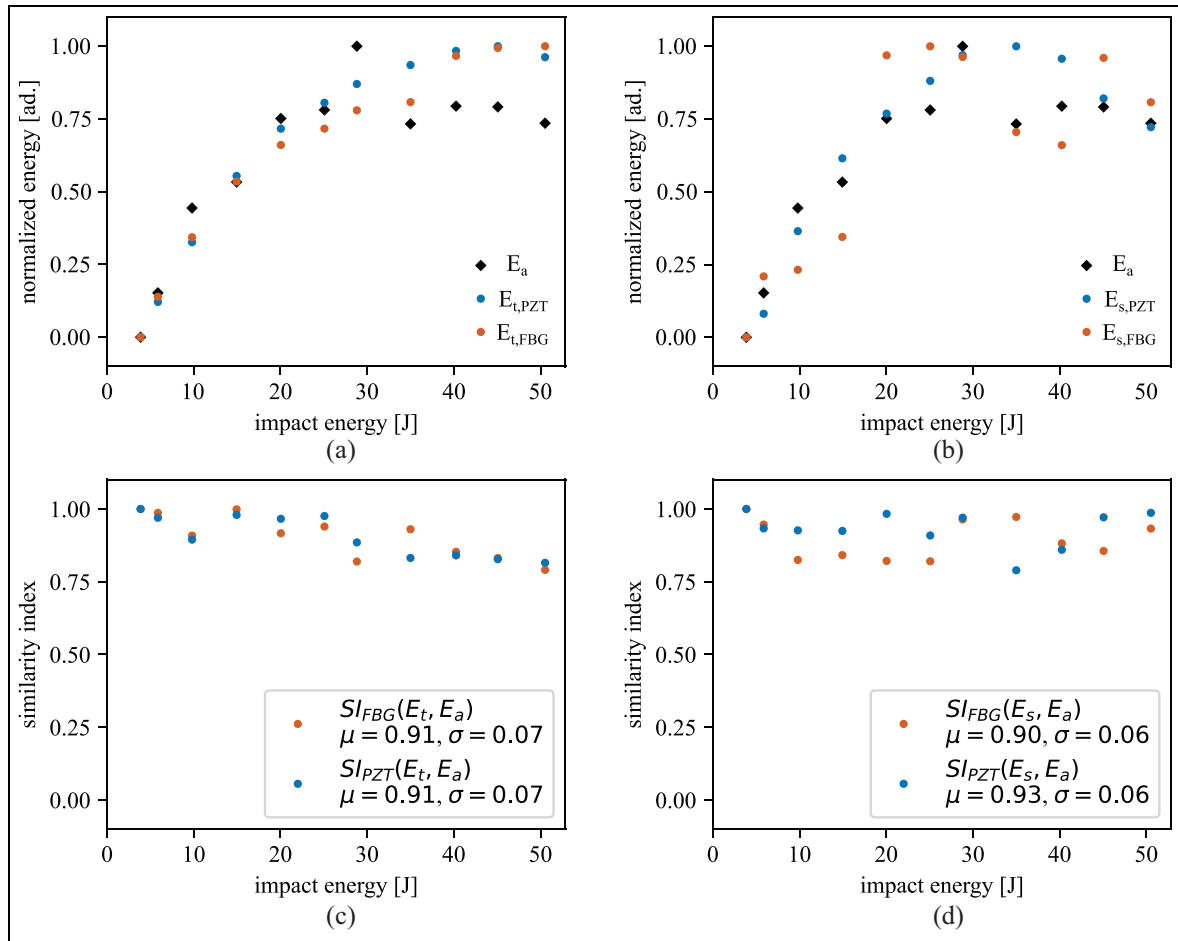 1.00
0.75
0.50
0.25
0.00
normalized energy [ad.]
E_a
E_t,PZT
E_t,FBG
0 10 20 30 40 50
impact energy [J]
(a)
1.00
0.75
0.50
0.25
0.00
normalized energy [ad.]
E_a
E_s,PZT
E_s,FBG
0 10 20 30 40 50
impact energy [J]
(b)
1.00
0.75
0.50
0.25
0.00
similarity index
SI_FBG(E_t, E_a)
μ = 0.91, σ = 0.07
SI_PZT(E_t, E_a)
μ = 0.91, σ = 0.07
0 10 20 30 40 50
impact energy [J]
(c)
1.00
0.75
0.50
0.25
0.00
similarity index
SI_FBG(E_s, E_a)
μ = 0.90, σ = 0.06
SI_PZT(E_s, E_a)
μ = 0.93, σ = 0.06
0 10 20 30 40 50
impact energy [J]
(d)